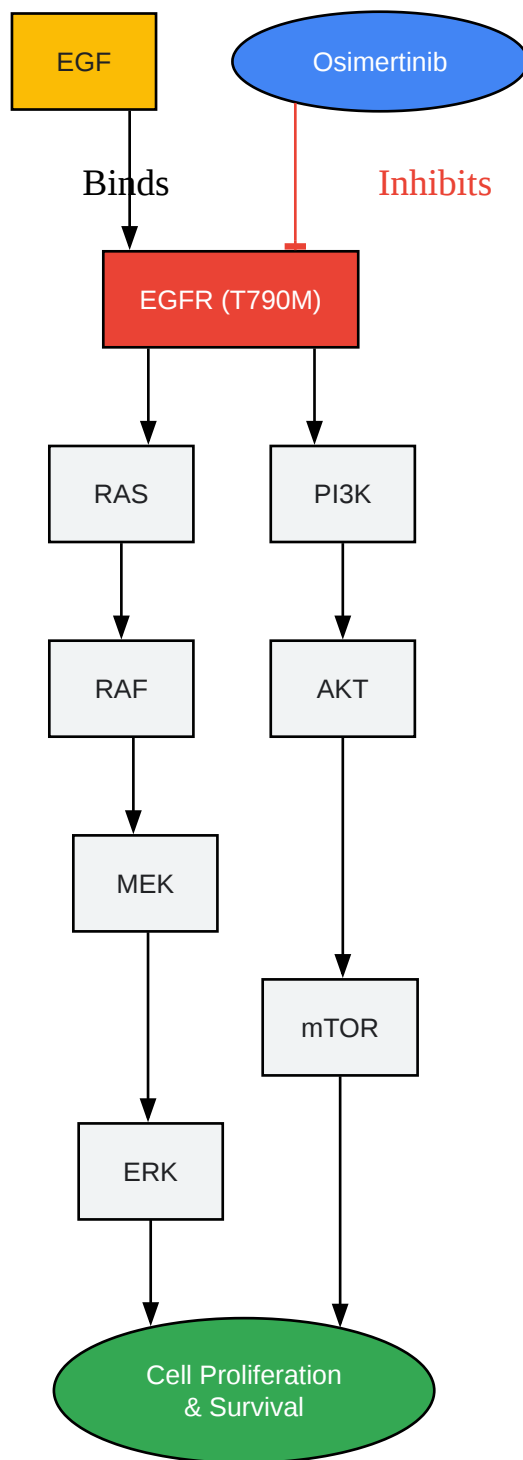 EGF
Osimertinib
Binds
Inhibits
EGFR (T790M)
RAS
PI3K
RAF
AKT
MEK
mTOR
ERK
Cell Proliferation
& Survival